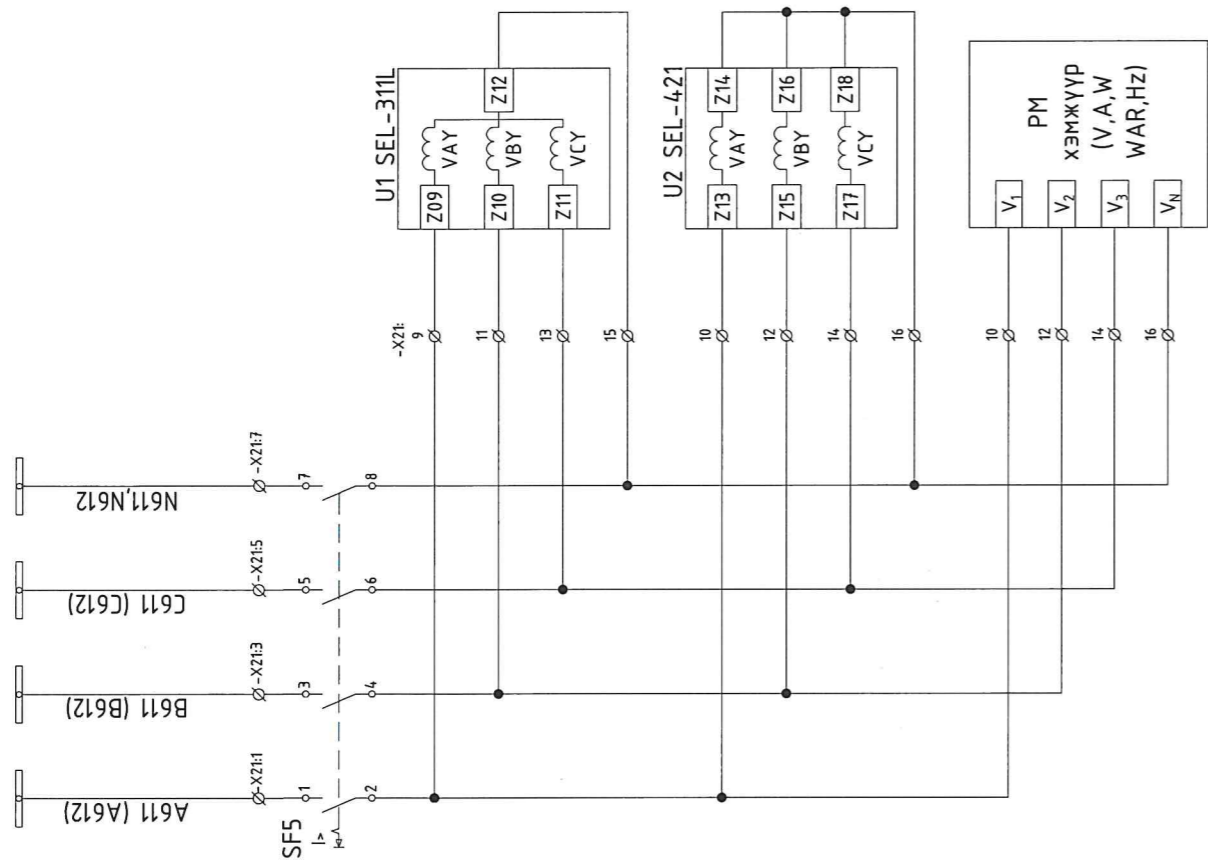 U1 SEL-311L
Z12
VAY
VBY
VCY
Z09
Z10
Z11
U2 SEL-421
Z14
Z16
Z18
VAY
VBY
VCY
Z13
Z15
Z17
PM
хэмжүүр
(V,A,W
WAR,Hz)
V₁
V₂
V₃
V_N
-X21:
9
11
13
15
10
12
14
16
10
12
14
16
N611,N612
-X21:7
7
8
C611 (C612)
-X21:5
5
6
B611 (B612)
-X21:3
3
4
A611 (A612)
-X21:1
1
2
SF5
I>